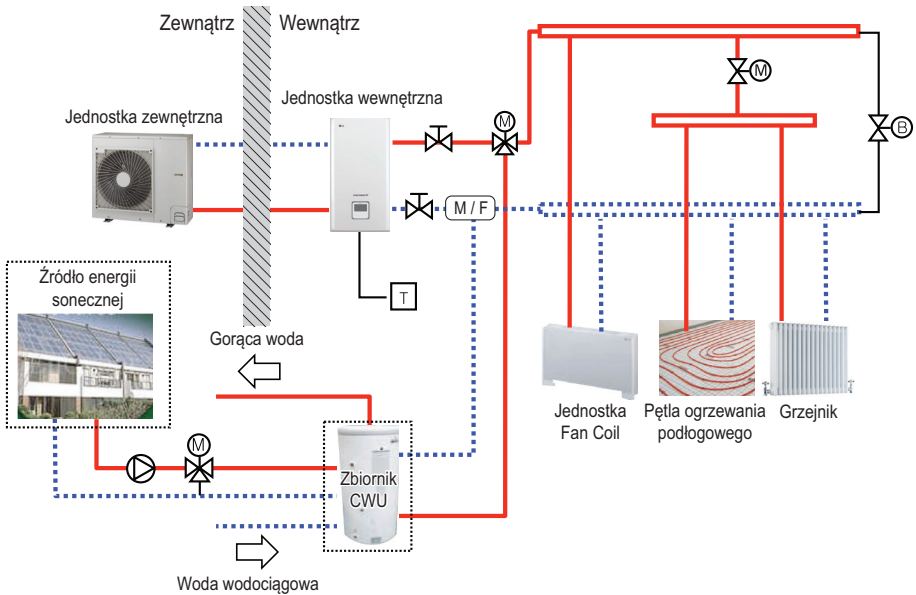 Zewnątrz
Wewnątrz
Jednostka zewnętrzna
Jednostka wewnętrzna
M
M
B
M / F
T
Źródło energii
sonecznej
Gorąca woda
M
Zbiornik
CWU
Woda wodociągowa
Jednostka
Fan Coil
Pętla ogrzewania
podłogowego
Grzejnik